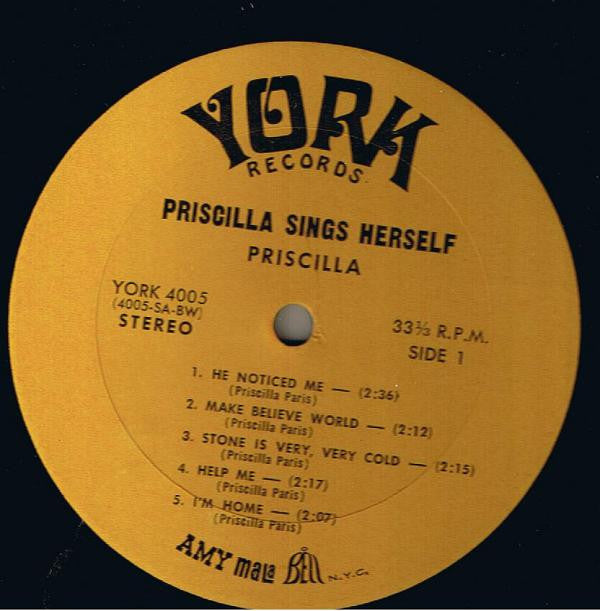 YORK
RECORDS
PRISCILLA SINGS HERSELF
PRISCILLA
YORK 4005
(4005-SA-BW)
STEREO
33⅓ R.P.M.
SIDE 1
1. HE NOTICED ME — (2:36)
(Priscilla Paris)
2. MAKE BELIEVE WORLD — (2:12)
(Priscilla Paris)
3. STONE IS VERY, VERY COLD — (2:15)
(Priscilla Paris)
4. HELP ME — (2:17)
(Priscilla Paris)
5. I'M HOME — (2:07)
(Priscilla Paris)
AMY mala BELL N.Y.C.